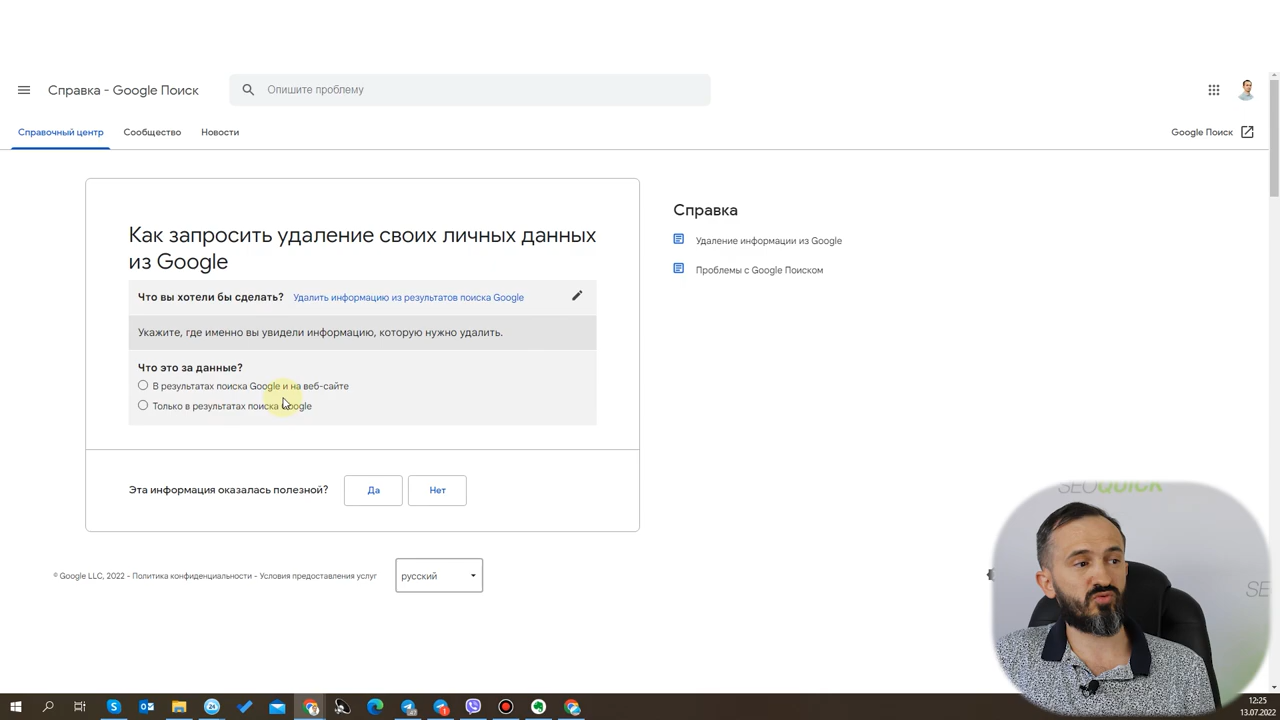 Справка - Google Поиск
Опишите проблему
Справочный центр
Сообщество
Новости
Google Поиск
Как запросить удаление своих личных данных
из Google
Что вы хотели бы сделать? Удалить информацию из результатов поиска Google
Укажите, где именно вы увидели информацию, которую нужно удалить.
Что это за данные?
В результатах поиска Google и на веб-сайте
Только в результатах поиска Google
Эта информация оказалась полезной?
Да
Нет
Справка
Удаление информации из Google
Проблемы с Google Поиском
© Google LLC, 2022 - Политика конфиденциальности - Условия предоставления услуг
русский
SEOQUICK
SE
12:25
13.07.2022